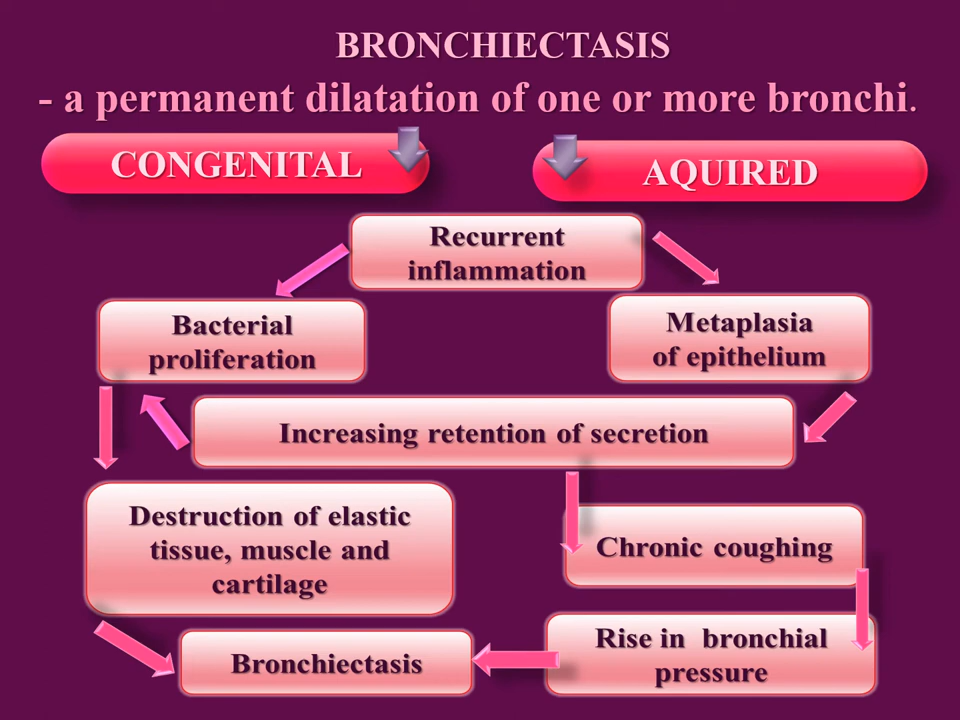 BRONCHIECTASIS
- a permanent dilatation of one or more bronchi.
CONGENITAL
AQUIRED
Recurrent
inflammation
Bacterial
proliferation
Metaplasia
of epithelium
Increasing retention of secretion
Destruction of elastic
tissue, muscle and
cartilage
Chronic coughing
Bronchiectasis
Rise in bronchial
pressure